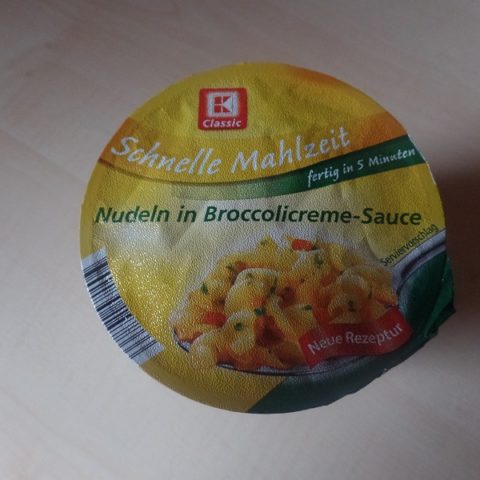 K
Classic
Schnelle Mahlzeit
fertig in 5 Minuten
Nudeln in Broccolicreme-Sauce
Serviervorschlag
Neue Rezeptur